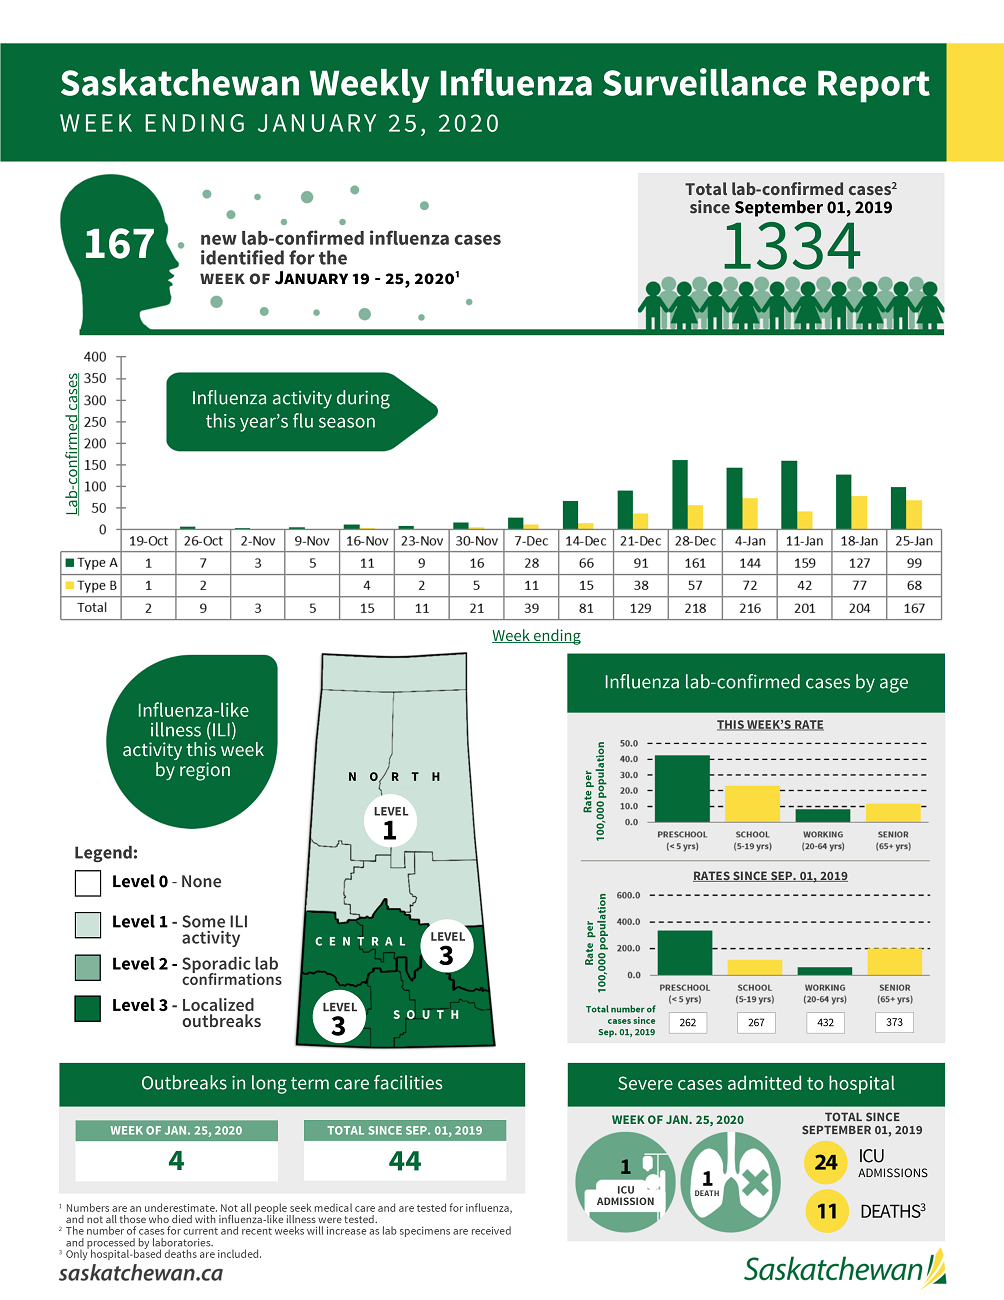 Saskatchewan Weekly Influenza Surveillance Report
WEEK ENDING JANUARY 25, 2020
167
new lab-confirmed influenza cases
identified for the
WEEK OF JANUARY 19 - 25, 2020¹
Total lab-confirmed cases²
since September 01, 2019
1334
Lab-confirmed cases
400
350
300
250
200
150
100
50
0
Influenza activity during
this year's flu season
19-Oct 26-Oct 2-Nov 9-Nov 16-Nov 23-Nov 30-Nov 7-Dec 14-Dec 21-Dec 28-Dec 4-Jan 11-Jan 18-Jan 25-Jan
Type A 1 7 3 5 11 9 16 28 66 91 161 144 159 127 99
Type B 1 2 4 2 5 11 15 38 57 72 42 77 68
Total 2 9 3 5 15 11 21 39 81 129 218 216 201 204 167
Week ending
Influenza-like
illness (ILI)
activity this week
by region
Legend:
Level 0 - None
Level 1 - Some ILI
activity
Level 2 - Sporadic lab
confirmations
Level 3 - Localized
outbreaks
NORTH
LEVEL
1
CENTRAL
LEVEL
3
SOUTH
LEVEL
3
Influenza lab-confirmed cases by age
THIS WEEK'S RATE
Rate per
100,000 population
50.0
40.0
30.0
20.0
10.0
0.0
PRESCHOOL SCHOOL WORKING SENIOR
(< 5 yrs) (5-19 yrs) (20-64 yrs) (65+ yrs)
RATES SINCE SEP. 01, 2019
Rate per
100,000 population
600.0
400.0
200.0
0.0
PRESCHOOL SCHOOL WORKING SENIOR
(< 5 yrs) (5-19 yrs) (20-64 yrs) (65+ yrs)
Total number of
cases since
Sep. 01, 2019
262 267 432 373
Outbreaks in long term care facilities
WEEK OF JAN. 25, 2020
4
TOTAL SINCE SEP. 01, 2019
44
Severe cases admitted to hospital
WEEK OF JAN. 25, 2020
1
ICU
ADMISSION
1
DEATH
TOTAL SINCE
SEPTEMBER 01, 2019
24 ICU
ADMISSIONS
11 DEATHS³
¹ Numbers are an underestimate. Not all people seek medical care and are tested for influenza,
and not all those who died with influenza-like illness were tested.
² The number of cases for current and recent weeks will increase as lab specimens are received
and processed by laboratories.
³ Only hospital-based deaths are included.
saskatchewan.ca
Saskatchewan